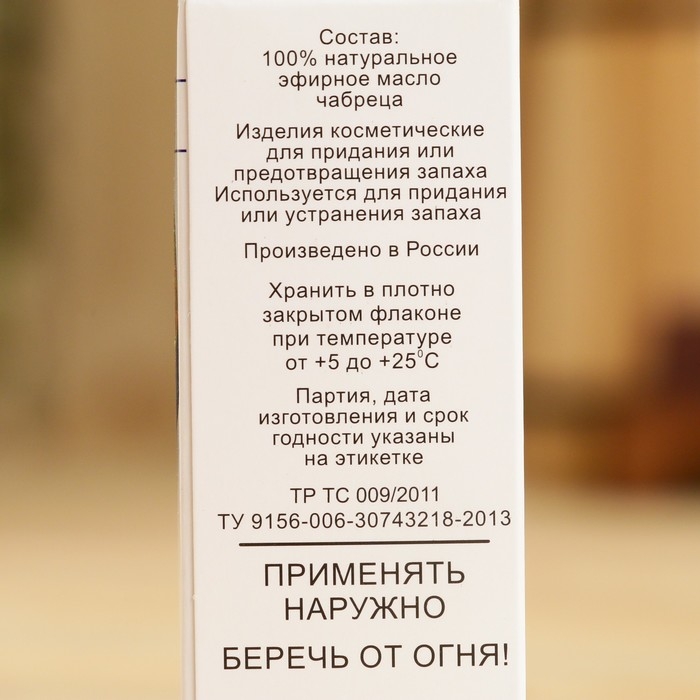 Состав:
100% натуральное
эфирное масло
чабреца
Изделия косметические
для придания или
предотвращения запаха
Используется для придания
или устранения запаха
Произведено в России
Хранить в плотно
закрытом флаконе
при температуре
от +5 до +25⁰С
Партия, дата
изготовления и срок
годности указаны
на этикетке
ТР ТС 009/2011
ТУ 9156-006-30743218-2013
ПРИМЕНЯТЬ
НАРУЖНО
БЕРЕЧЬ ОТ ОГНЯ!